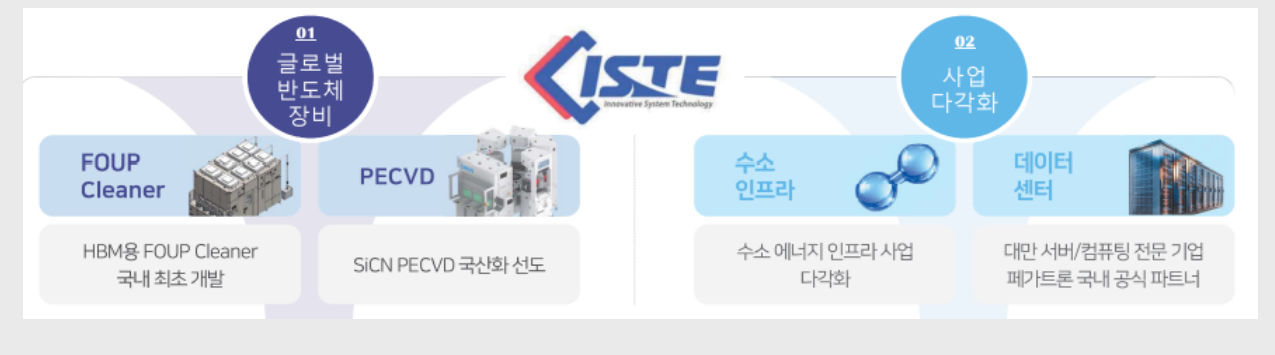 01
글로벌
반도체
장비
ISTE
Innovative System Technology
02
사업
다각화
FOUP
Cleaner
PECVD
수소
인프라
데이터
센터
HBM용 FOUP Cleaner
국내 최초 개발
SiCN PECVD 국산화 선도
수소 에너지 인프라 사업
다각화
대만 서버/컴퓨팅 전문 기업
페가트론 국내 공식 파트너